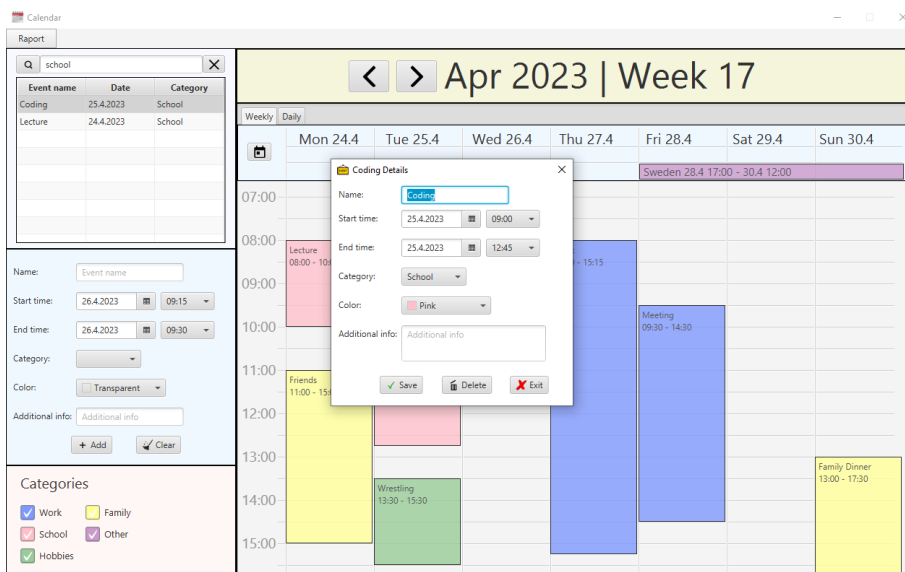 Calendar
Raport
school
Event name Date Category
Coding 25.4.2023 School
Lecture 24.4.2023 School
Name: Event name
Start time: 26.4.2023 09:15
End time: 26.4.2023 09:30
Category:
Color: Transparent
Additional info: Additional info
+ Add Clear
Categories
Work Family
School Other
Hobbies
Apr 2023 | Week 17
Weekly Daily
Mon 24.4 Tue 25.4 Wed 26.4 Thu 27.4 Fri 28.4 Sat 29.4 Sun 30.4
Sweden 28.4 17:00 - 30.4 12:00
07:00
08:00
09:00
10:00
11:00
12:00
13:00
14:00
15:00
Lecture
08:00 - 10:
Friends
11:00 - 15:
Wrestling
13:30 - 15:30
- 15:15
Meeting
09:30 - 14:30
Family Dinner
13:00 - 17:30
Coding Details
Name: Coding
Start time: 25.4.2023 09:00
End time: 25.4.2023 12:45
Category: School
Color: Pink
Additional info: Additional info
Save Delete Exit